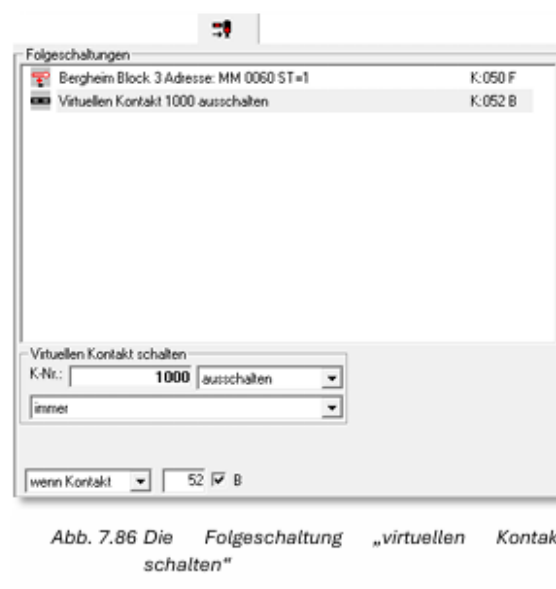 Folgeschaltungen
Bergheim Block 3 Adresse: MM 0060 ST=1 K:050 F
Virtuellen Kontakt 1000 ausschalten K:052 B
Virtuellen Kontakt schalten
K-Nr.: 1000 ausschalten
immer
wenn Kontakt 52 B
Abb. 7.86 Die Folgeschaltung „virtuellen Kontak
schalten“